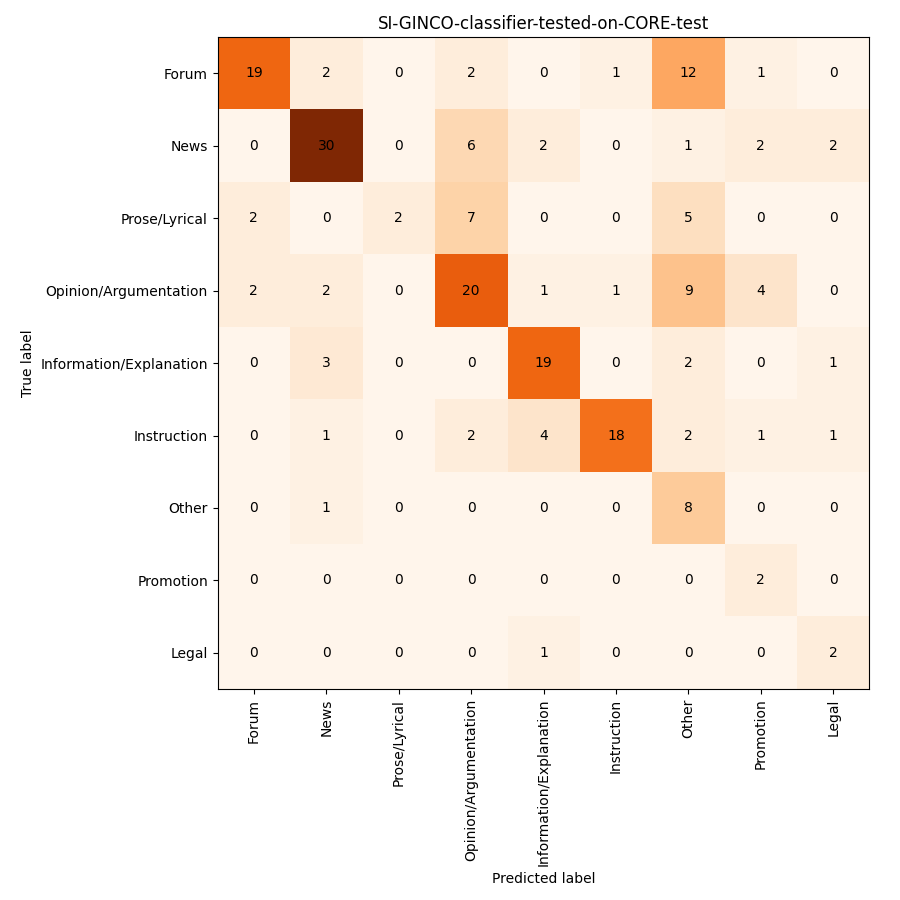 SI-GINCO-classifier-tested-on-CORE-test
True label
Forum 19 2 0 2 0 1 12 1 0
News 0 30 0 6 2 0 1 2 2
Prose/Lyrical 2 0 2 7 0 0 5 0 0
Opinion/Argumentation 2 2 0 20 1 1 9 4 0
Information/Explanation 0 3 0 0 19 0 2 0 1
Instruction 0 1 0 2 4 18 2 1 1
Other 0 1 0 0 0 0 8 0 0
Promotion 0 0 0 0 0 0 0 2 0
Legal 0 0 0 0 1 0 0 0 2
Forum
News
Prose/Lyrical
Opinion/Argumentation
Information/Explanation
Instruction
Other
Promotion
Legal
Predicted label